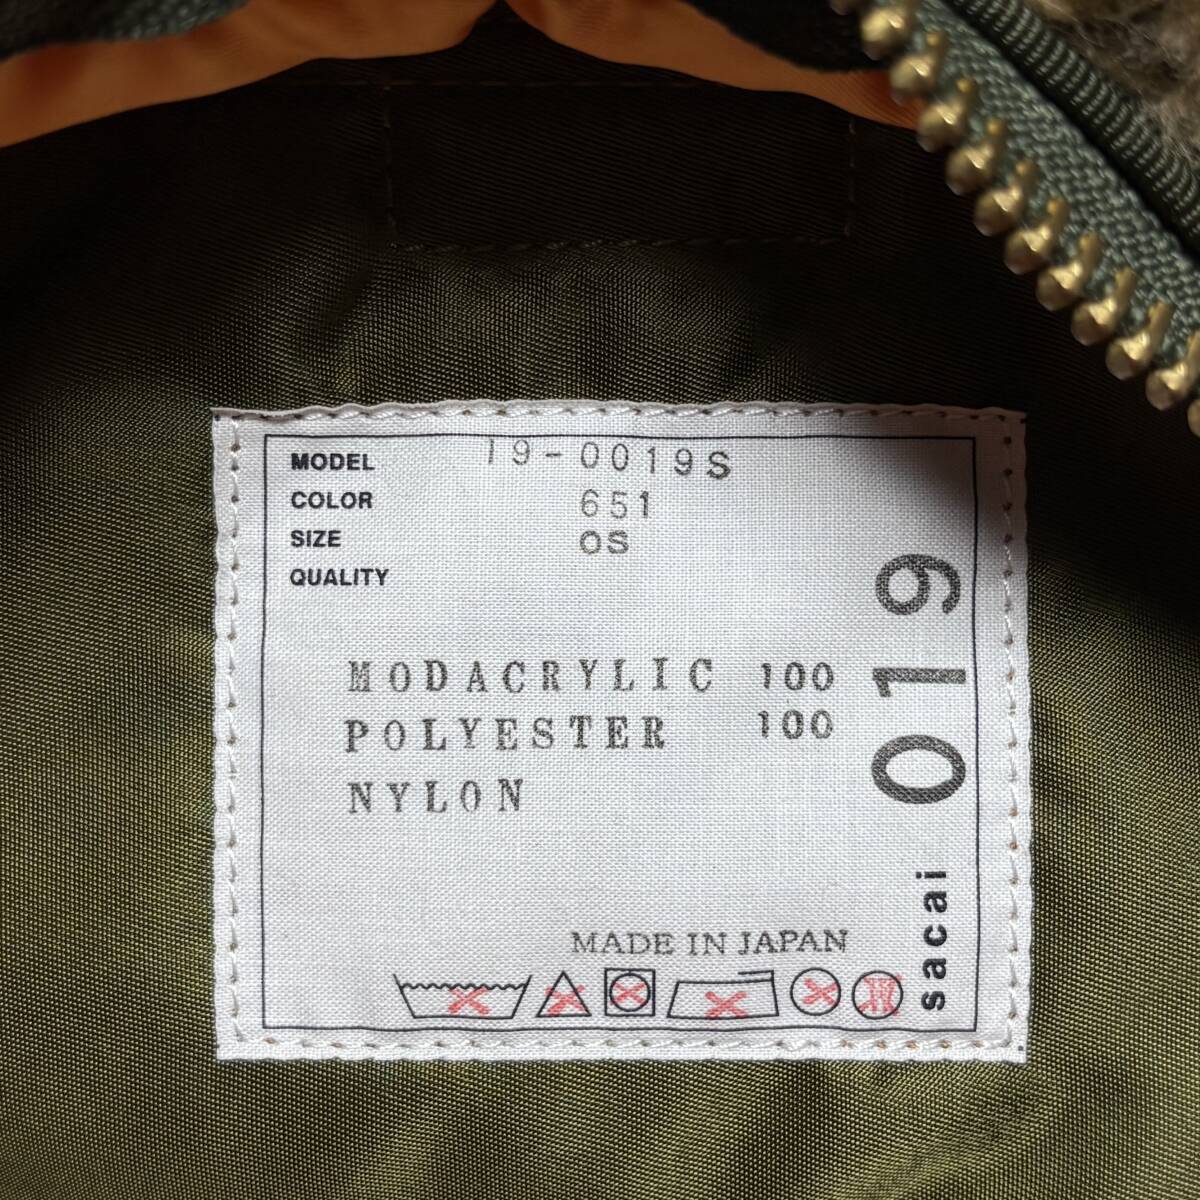 MODEL 19-0019S
COLOR 651
SIZE OS
QUALITY
MODACRYLIC 100
POLYESTER 100
NYLON
MADE IN JAPAN
sacai 019